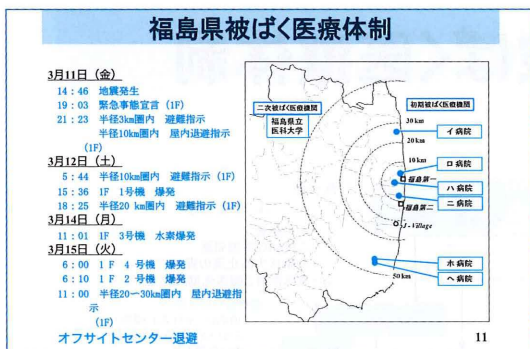 福島県被ばく医療体制
3月11日（金）
14：46 地震発生
19：03 緊急事態宣言（1F）
21：23 半径3km圏内 避難指示
半径10km圏内 屋内退避指示
（1F）
3月12日（土）
5：44 半径10km圏内 避難指示（1F）
15：36 1F 1号機 爆発
18：25 半径20 km圏内 避難指示（1F）
3月14日（月）
11：01 1F 3号機 水素爆発
3月15日（火）
6：00 1F 4号機 爆発
6：10 1F 2号機 爆発
11：00 半径20～30km圏内 屋内退避指
示
（1F）
オフサイトセンター退避
二次被ばく医療機関
福島県立
医科大学
初期被ばく医療機関
30 km
20 km
10 km
イ 病院
ロ 病院
福島第一
ハ 病院
ニ 病院
福島第二
J-Village
ホ 病院
ヘ 病院
50 km
11